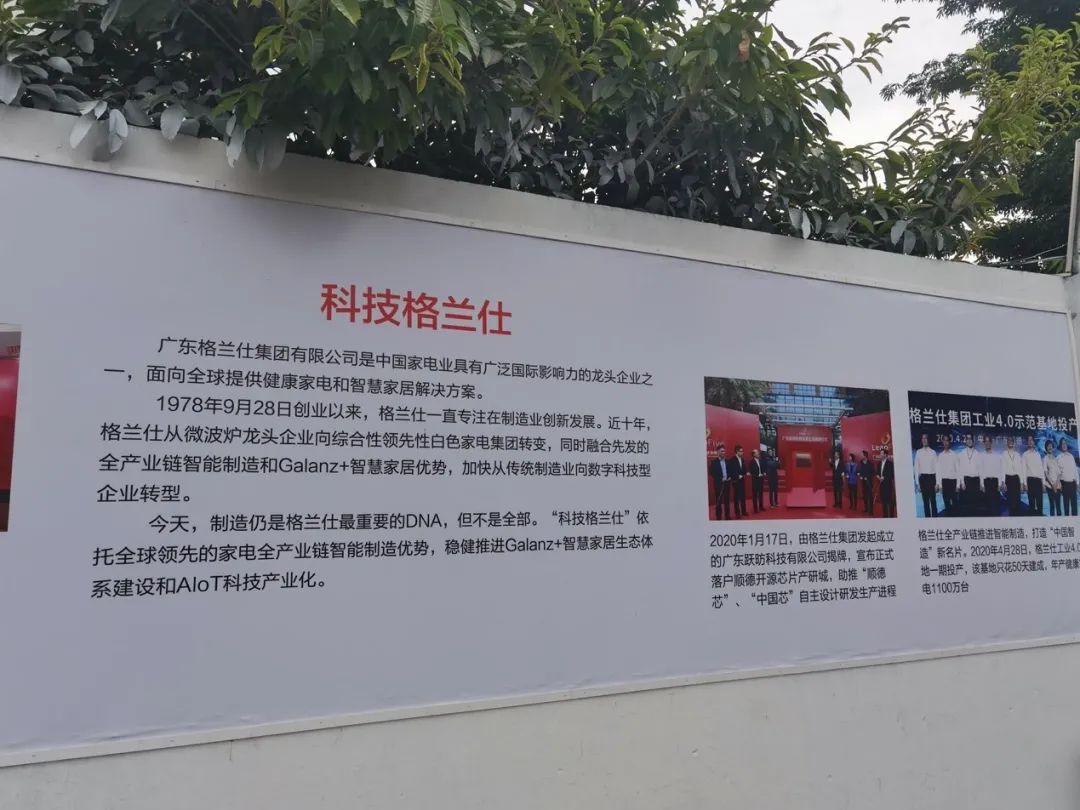 科技格兰仕
广东格兰仕集团有限公司是中国家电业具有广泛国际影响力的龙头企业之
一，面向全球提供健康家电和智慧家居解决方案。
1978年9月28日创业以来，格兰仕一直专注在制造业创新发展。近十年，
格兰仕从微波炉龙头企业向综合性领先性白色家电集团转变，同时融合先发的
全产业链智能制造和Galanz+智慧家居优势，加快从传统制造业向数字科技型
企业转型。
今天，制造仍是格兰仕最重要的DNA，但不是全部。“科技格兰仕”依
托全球领先的家电全产业链智能制造优势，稳健推进Galanz+智慧家居生态体
系建设和AIoT科技产业化。
2020年1月17日，由格兰仕集团发起成立
的广东跃昉科技有限公司揭牌，宣布正式
落户顺德开源芯片产研城，助推“顺德
芯”、“中国芯”自主设计研发生产进程
格兰仕集团工业4.0示范基地投产
格兰仕全产业链推进智能制造，打造“中国智
造”新名片。2020年4月28日，格兰仕工业4.0
地一期投产，该基地只花50天建成，年产健康
电1100万台